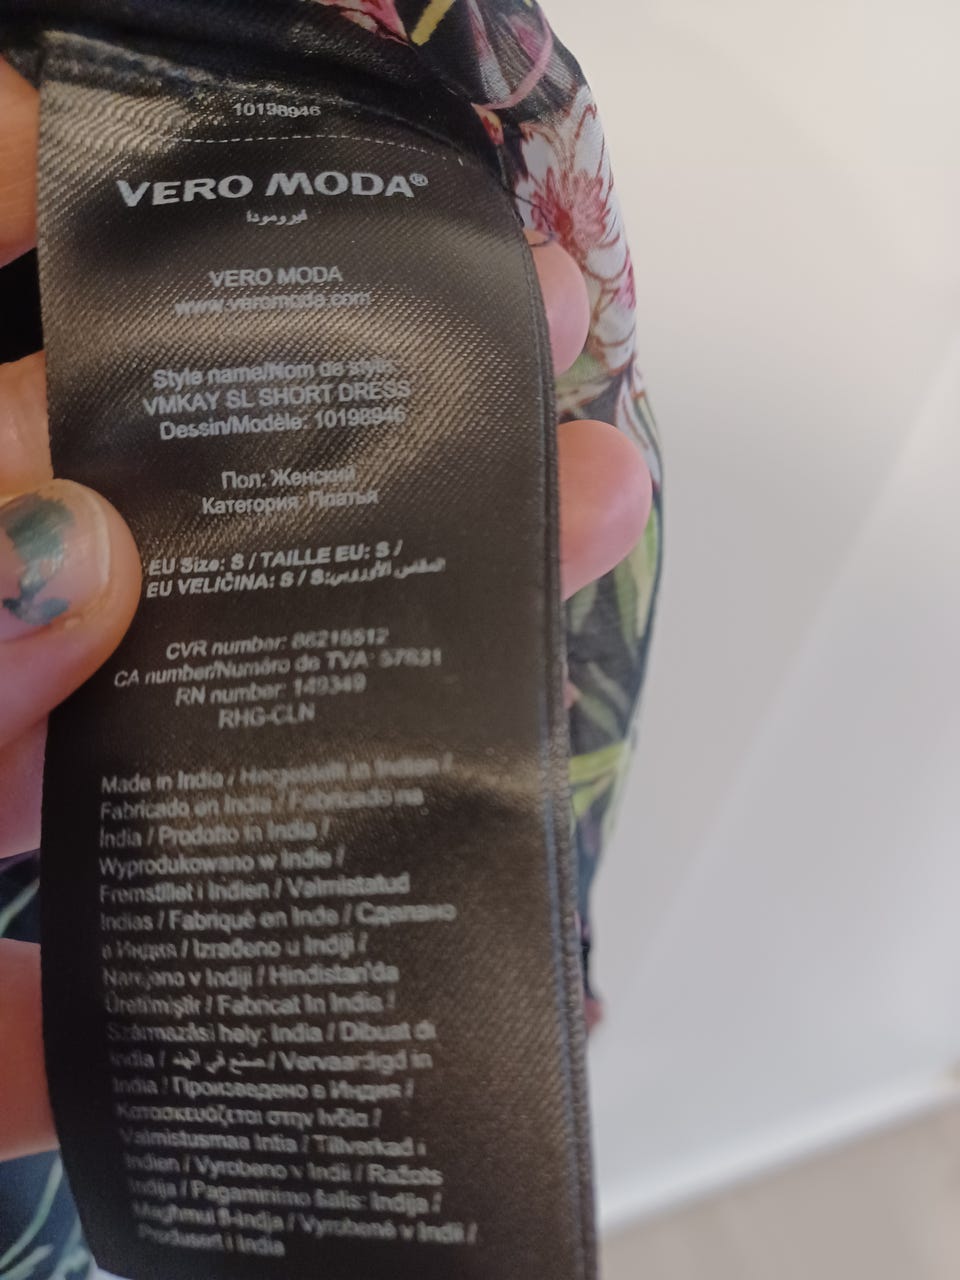 10198946
VERO MODA®
فيرومودا
VERO MODA
www.veromoda.com
Style name/Nom de style:
VMKAY SL SHORT DRESS
Dessin/Modèle: 10198946
Пол: Женский
Категория: Платья
EU Size: S / TAILLE EU: S /
EU VELIČINA: S / S:المقاس الأوروبي
CVR number:
CA number/Numéro de TVA: 57831
RN number: 149349
RHG-CLN
Made in India / Hergestellt in Indien /
Fabricado en India / Fabricado na
Índia / Prodotto in India /
Wyprodukowano w Indie /
Fremstillet i Indien / Valmistatud
Indias / Fabriqué en Inde / Сделано
в Индия / Izrađeno u Indiji /
Narejeno v Indiji / Hindistan'da
Üretilmiştir / Fabricat în India /
Származási hely: India / Dibuat di
India / صنع في الهند / Vervaardigd in
India / Произведено в Индия /
Κατασκευάζεται στην Ινδία /
Valmistusmaa Intia / Tillverkad i
Indien / Vyrobeno v Indii / Ražots
Indijā / Pagaminimo šalis: Indija /
Magħmul fl-Indja / Vyrobené v Indii /
Produsert i India